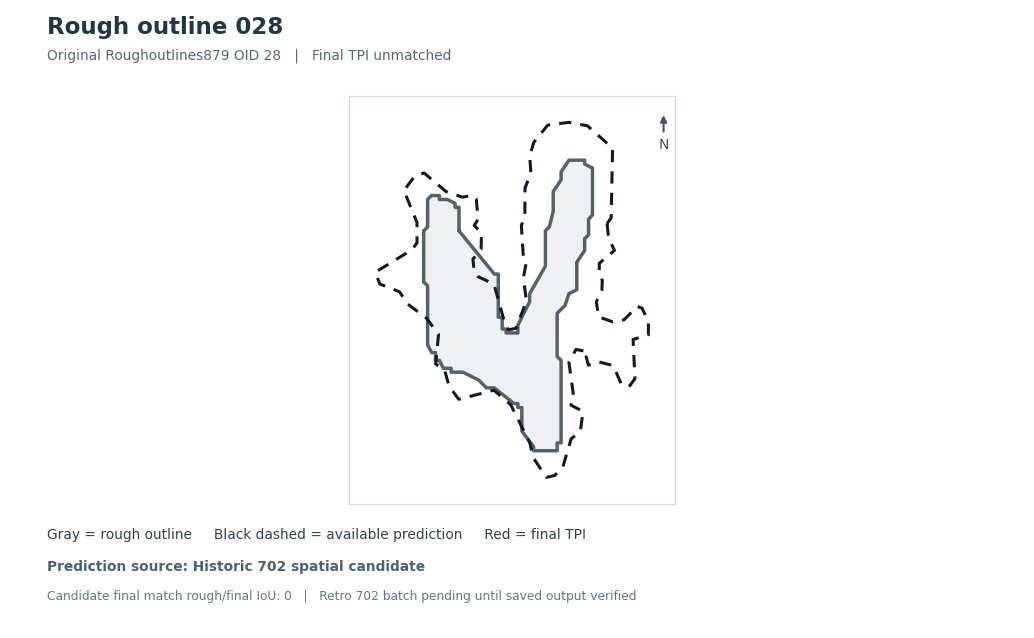 Rough outline 028
Original Roughoutlines879 OID 28   |   Final TPI unmatched
N
Gray = rough outline     Black dashed = available prediction     Red = final TPI
Prediction source: Historic 702 spatial candidate
Candidate final match rough/final IoU: 0   |   Retro 702 batch pending until saved output verified